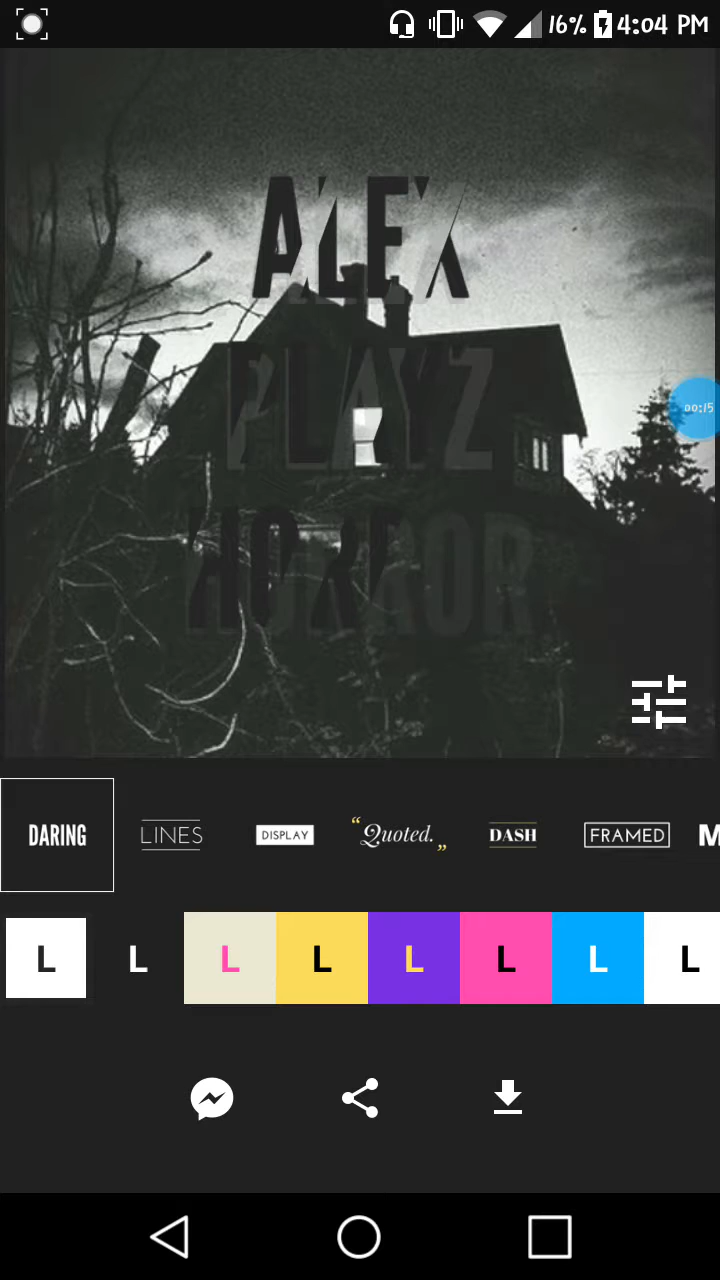 16% 4:04 PM
ALEX
PLAYZ
00:15
HORROR
DARING LINES DISPLAY “Quoted.„ DASH FRAMED M
L L L L L L L L